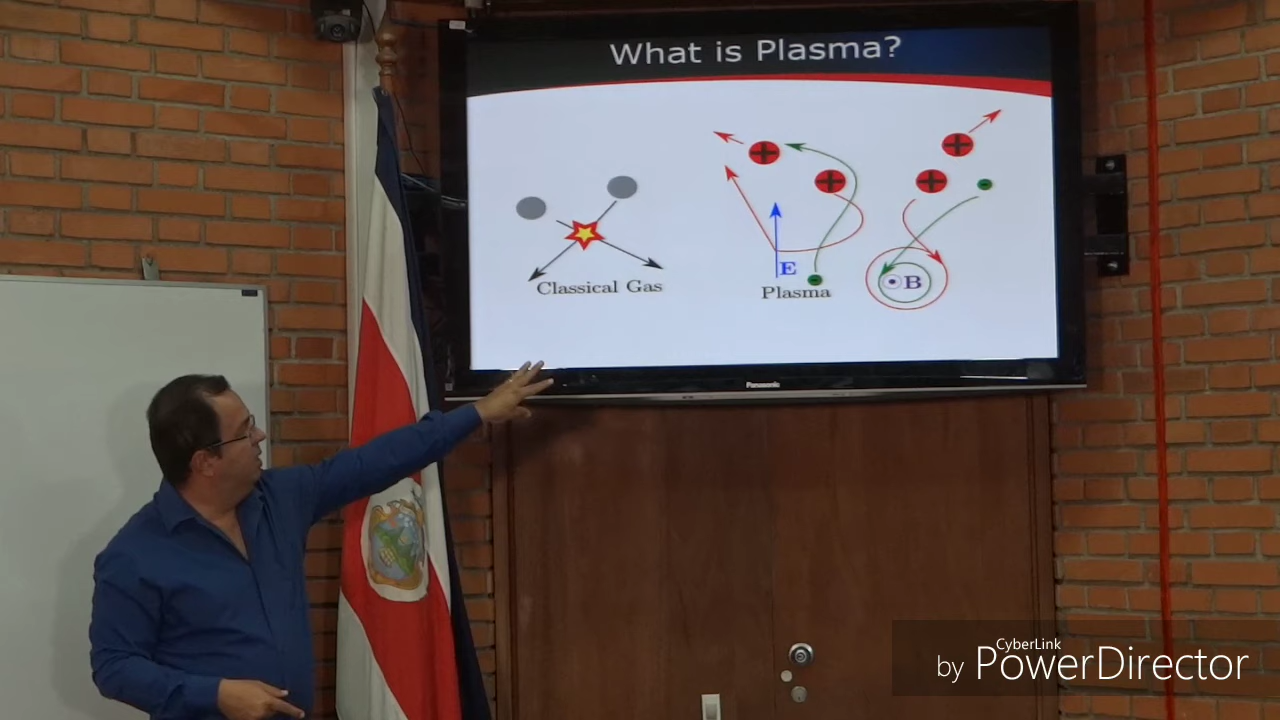 What is Plasma?
E
B
Classical Gas
Plasma
Panasonic
CyberLink
by PowerDirector